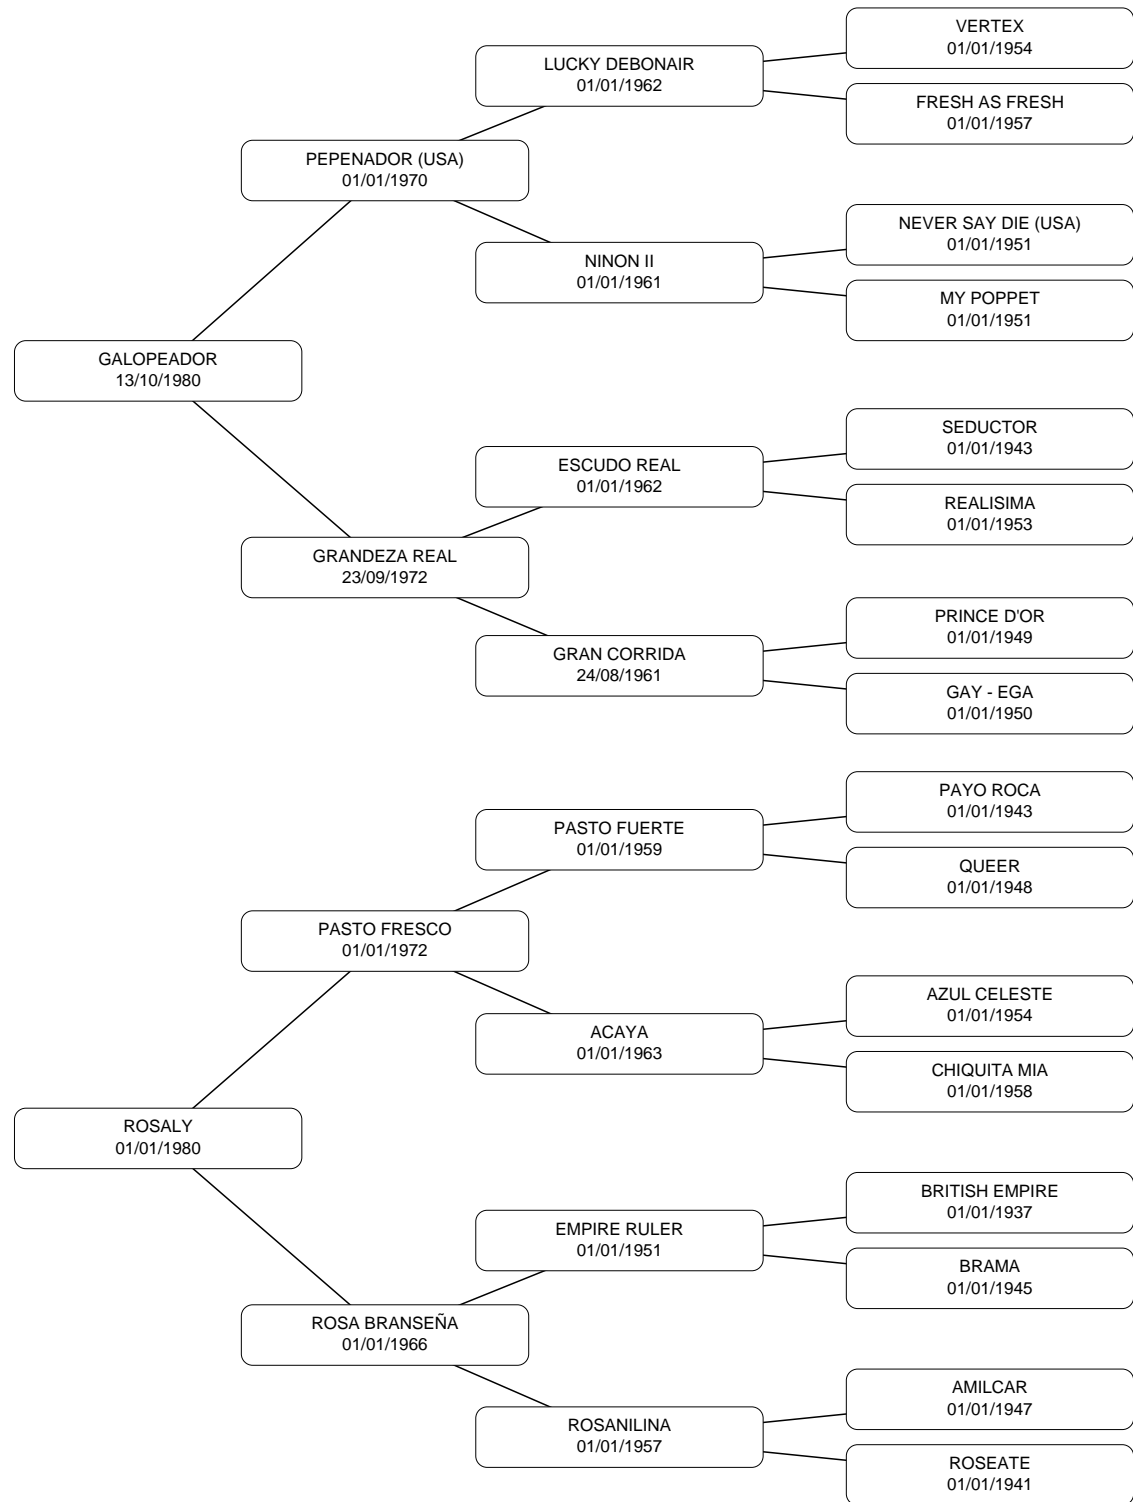 VERTEX
01/01/1954
LUCKY DEBONAIR
01/01/1962
FRESH AS FRESH
01/01/1957
PEPENADOR (USA)
01/01/1970
NEVER SAY DIE (USA)
01/01/1951
NINON II
01/01/1961
MY POPPET
01/01/1951
GALOPEADOR
13/10/1980
SEDUCTOR
01/01/1943
ESCUDO REAL
01/01/1962
REALISIMA
01/01/1953
GRANDEZA REAL
23/09/1972
PRINCE D'OR
01/01/1949
GRAN CORRIDA
24/08/1961
GAY - EGA
01/01/1950
PAYO ROCA
01/01/1943
PASTO FUERTE
01/01/1959
QUEER
01/01/1948
PASTO FRESCO
01/01/1972
AZUL CELESTE
01/01/1954
ACAYA
01/01/1963
CHIQUITA MIA
01/01/1958
ROSALY
01/01/1980
BRITISH EMPIRE
01/01/1937
EMPIRE RULER
01/01/1951
BRAMA
01/01/1945
ROSA BRANSEÑA
01/01/1966
AMILCAR
01/01/1947
ROSANILINA
01/01/1957
ROSEATE
01/01/1941